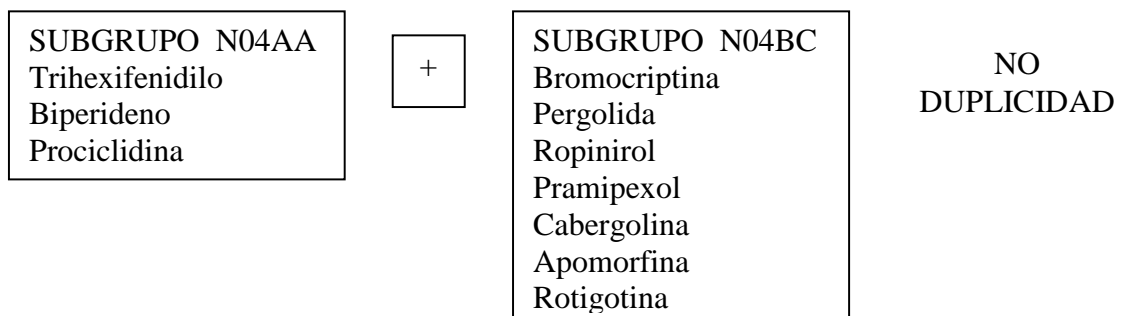 SUBGRUPO N04AA
Trihexifenidilo
Biperideno
Prociclidina
+
SUBGRUPO N04BC
Bromocriptina
Pergolida
Ropinirol
Pramipexol
Cabergolina
Apomorfina
Rotigotina
NO
DUPLICIDAD